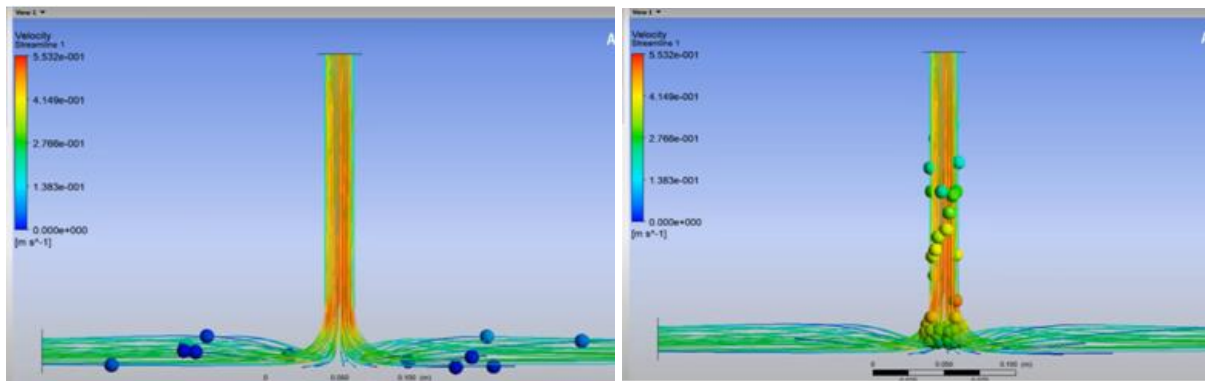 View 1
Velocity
Streamline 1
5.532e-001
4.149e-001
2.766e-001
1.383e-001
0.000e+000
[m s^-1]
A
0 0.050 0.100 (m)
View 1
Velocity
Streamline 1
5.532e-001
4.149e-001
2.766e-001
1.383e-001
0.000e+000
[m s^-1]
A
0 0.050 0.100 (m)